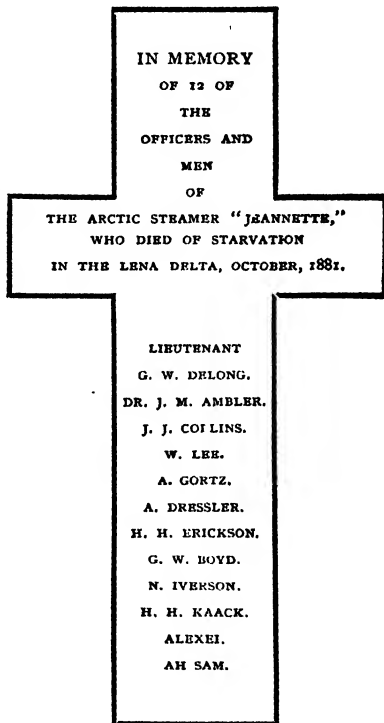 IN MEMORY
OF 12 OF
THE
OFFICERS AND
MEN
OF
THE ARCTIC STEAMER "JEANNETTE,"
WHO DIED OF STARVATION
IN THE LENA DELTA, OCTOBER, 1881.
LIEUTENANT
G. W. DELONG.
DR. J. M. AMBLER.
J. J. COLLINS.
W. LEE.
A. GORTZ.
A. DRESSLER.
H. H. ERICKSON.
G. W. BOYD.
N. IVERSON.
H. H. KAACK.
ALEXEI.
AH SAM.